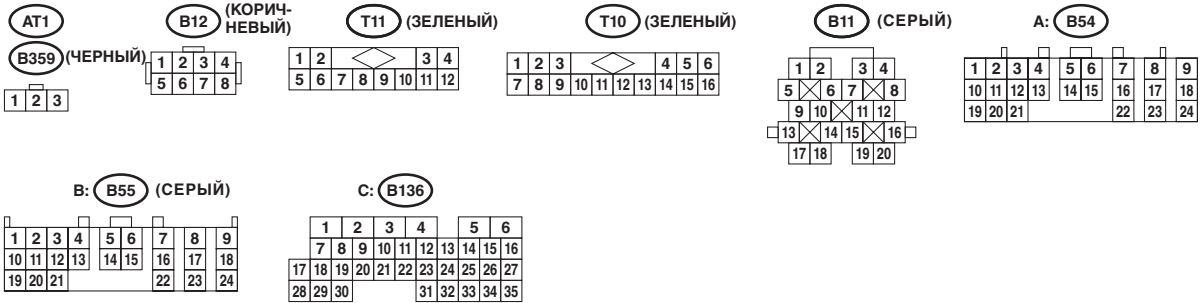 AT1
B359 (ЧЕРНЫЙ)
1 2 3
B12 (КОРИЧ-
НЕВЫЙ)
1 2 3 4
5 6 7 8
T11 (ЗЕЛЕНЫЙ)
1 2 3 4
5 6 7 8 9 10 11 12
T10 (ЗЕЛЕНЫЙ)
1 2 3 4 5 6
7 8 9 10 11 12 13 14 15 16
B11 (СЕРЫЙ)
1 2 3 4
5 6 7 8
9 10 11 12
13 14 15 16
17 18 19 20
A: B54
1 2 3 4 5 6 7 8 9
10 11 12 13 14 15 16 17 18
19 20 21 22 23 24
B: B55 (СЕРЫЙ)
1 2 3 4 5 6 7 8 9
10 11 12 13 14 15 16 17 18
19 20 21 22 23 24
C: B136
1 2 3 4 5 6
7 8 9 10 11 12 13 14 15 16
17 18 19 20 21 22 23 24 25 26 27
28 29 30 31 32 33 34 35